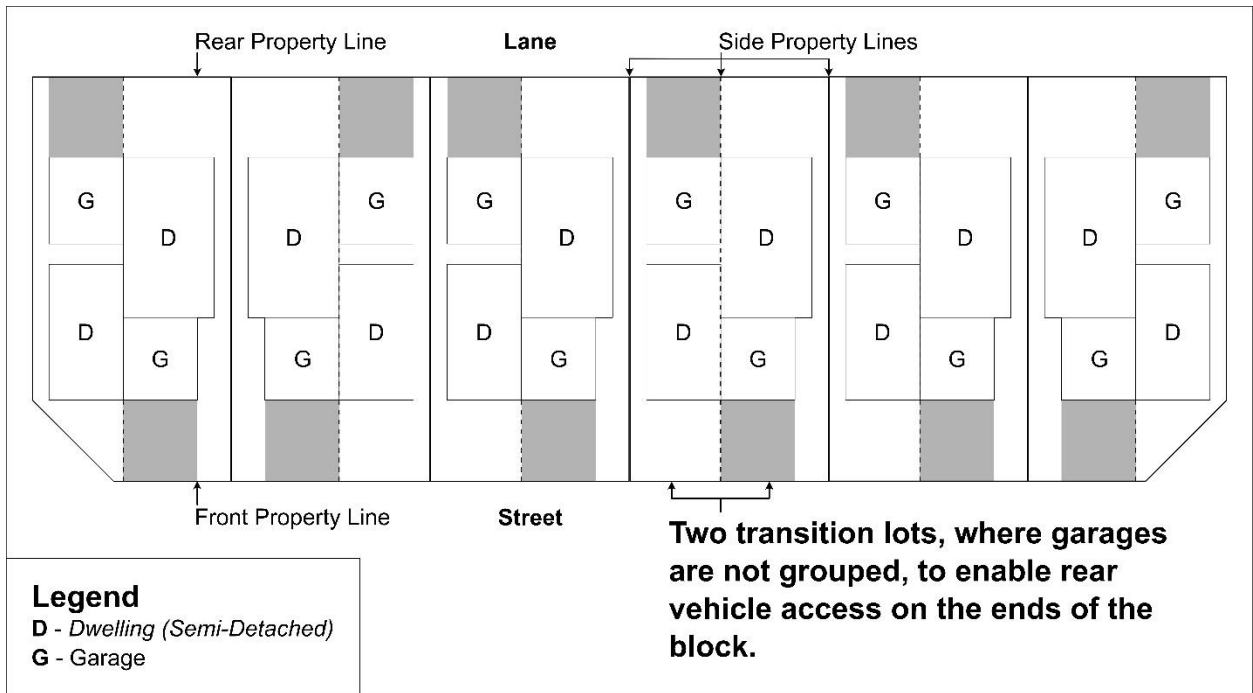 Rear Property Line Lane Side Property Lines
G D D G G D G D G D D G
D G G D D G D G D G G D
Front Property Line Street
Two transition lots, where garages
are not grouped, to enable rear
vehicle access on the ends of the
block.
Legend
D - Dwelling (Semi-Detached)
G - Garage